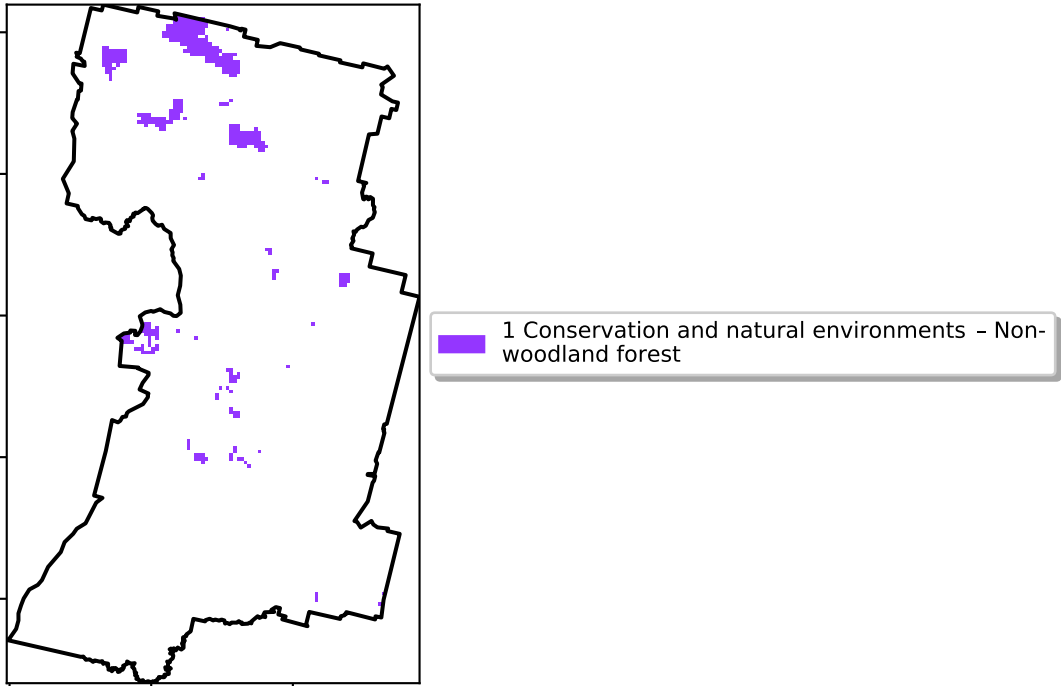 1 Conservation and natural environments – Non-
woodland forest